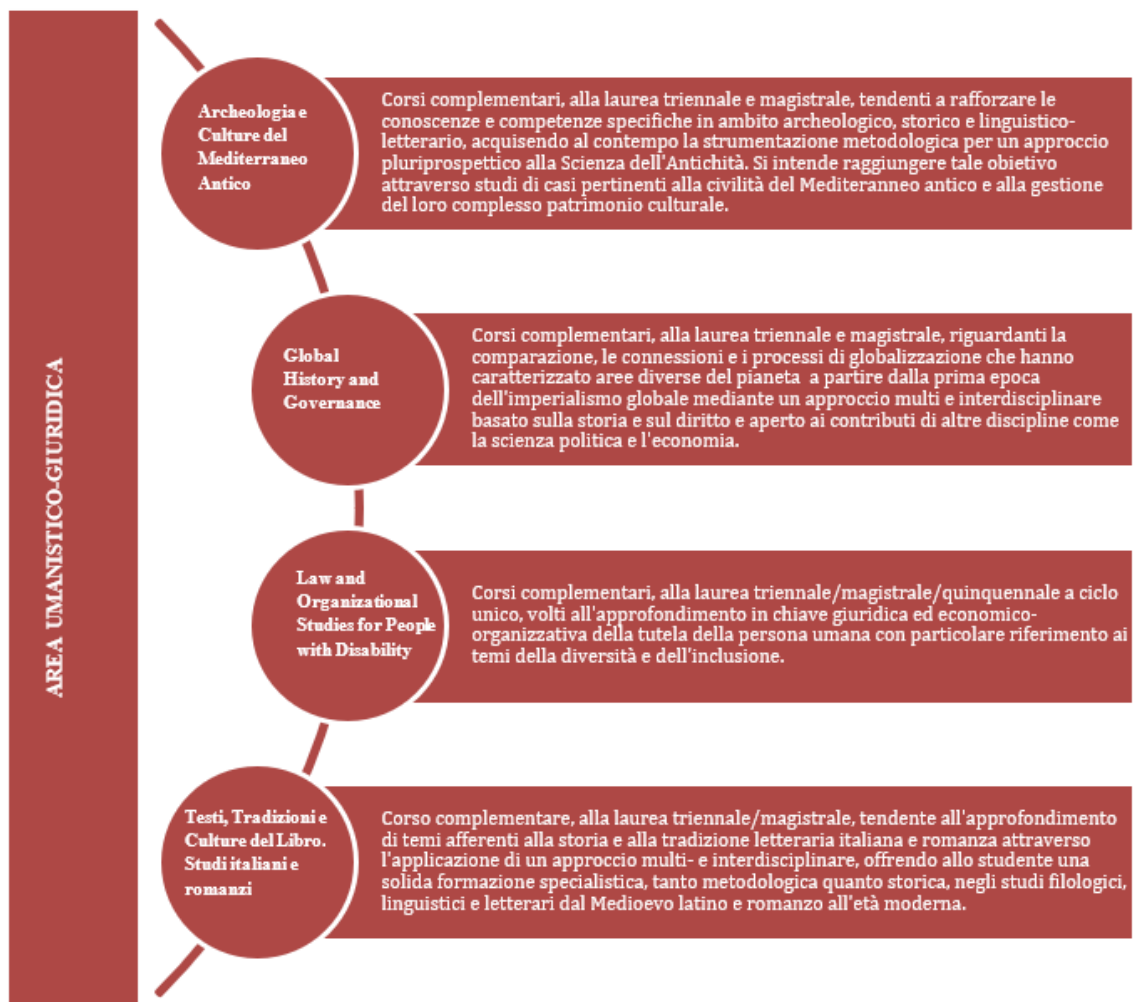 AREA UMANISTICO-GIURIDICA
Archeologia e
Culture del
Mediterraneo
Antico
Corsi complementari, alla laurea triennale e magistrale, tendenti a rafforzare le
conoscenze e competenze specifiche in ambito archeologico, storico e linguistico-
letterario, acquisendo al contempo la strumentazione metodologica per un approccio
pluriprospettico alla Scienza dell'Antichità. Si intende raggiungere tale obietivo
attraverso studi di casi pertinenti alla civilità del Mediteranneo antico e alla gestione
del loro complesso patrimonio culturale.
Global
History and
Governance
Corsi complementari, alla laurea triennale e magistrale, riguardanti la
comparazione, le connessioni e i processi di globalizzazione che hanno
caratterizzato aree diverse del pianeta a partire dalla prima epoca
dell'imperialismo globale mediante un approccio multi e interdisciplinare
basato sulla storia e sul diritto e aperto ai contributi di altre discipline come
la scienza politica e l'economia.
Law and
Organizational
Studies for People
with Disability
Corsi complementari, alla laurea triennale/magistrale/quinquennale a ciclo
unico, volti all'approfondimento in chiave giuridica ed economico-
organizzativa della tutela della persona umana con particolare riferimento ai
temi della diversità e dell'inclusione.
Testi, Tradizioni e
Culture del Libro.
Studi italiani e
romanzi
Corso complementare, alla laurea triennale/magistrale, tendente all'approfondimento
di temi afferenti alla storia e alla tradizione letteraria italiana e romanza attraverso
l'applicazione di un approccio multi- e interdisciplinare, offrendo allo studente una
solida formazione specialistica, tanto metodologica quanto storica, negli studi filologici,
linguistici e letterari dal Medioevo latino e romanzo all'età moderna.